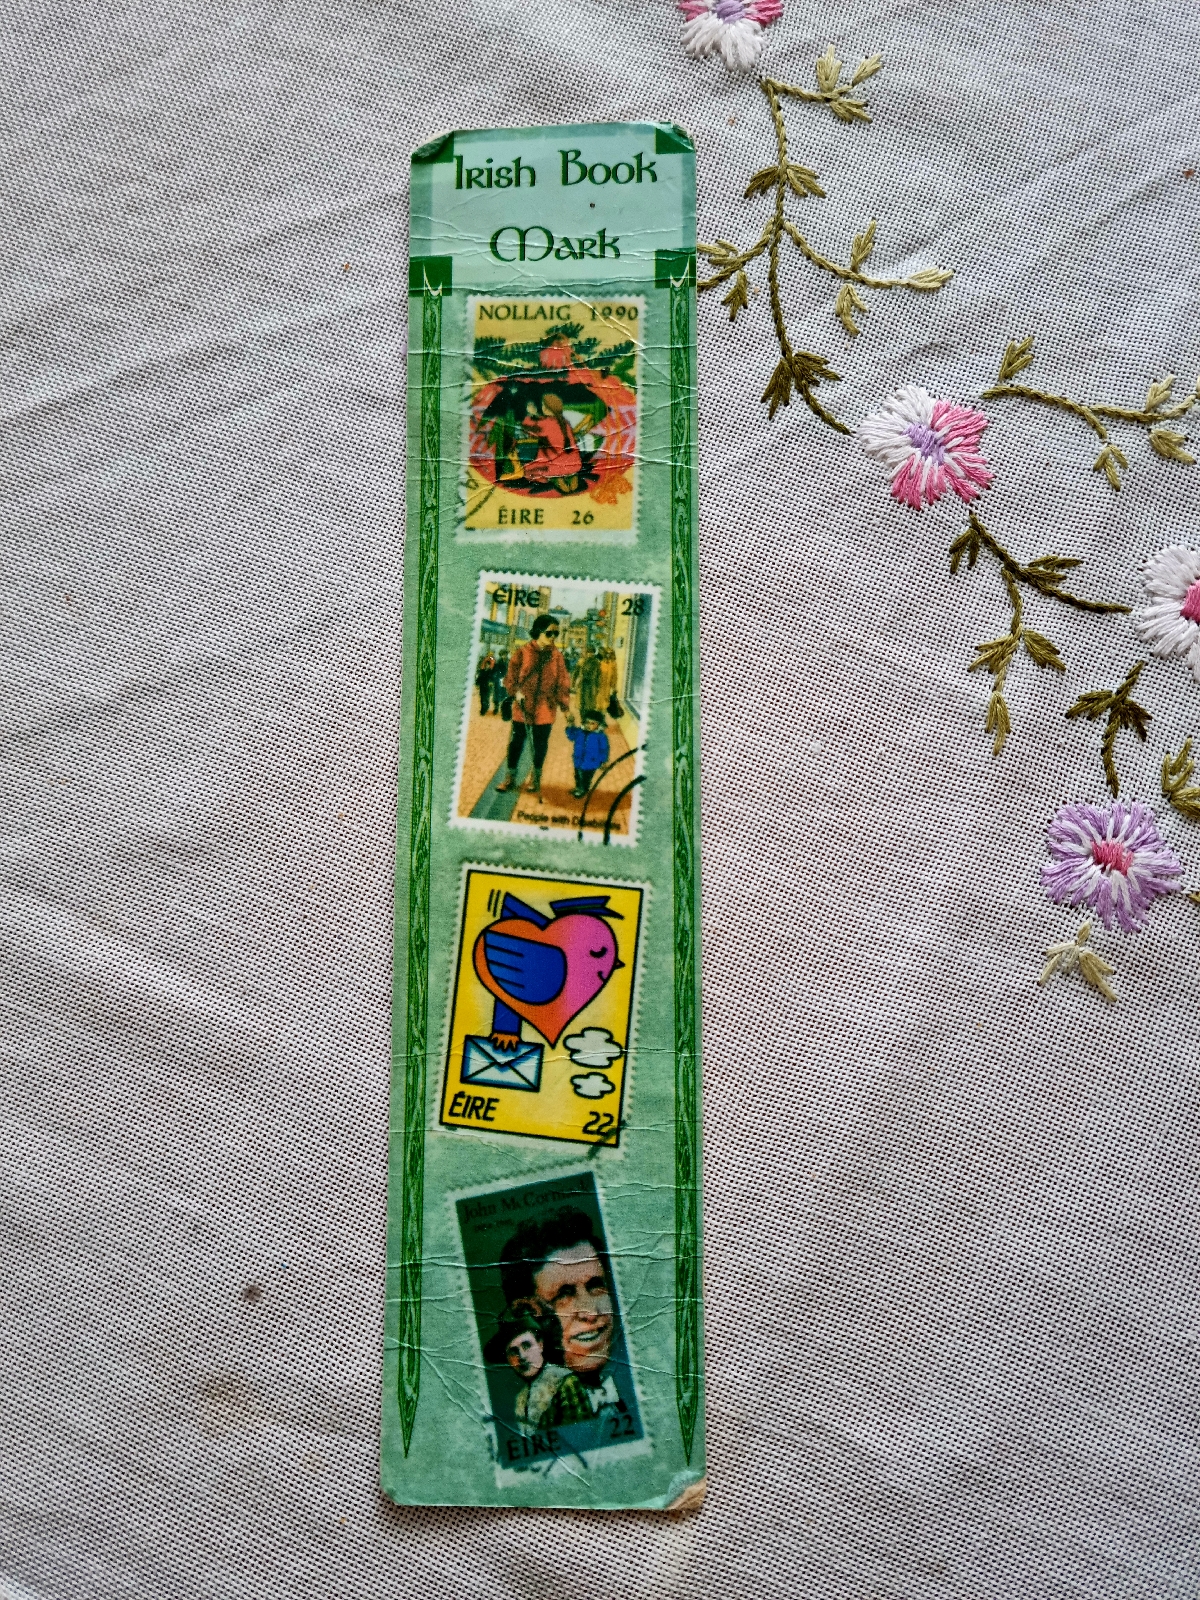 Irish Book
Mark
NOLLAIG 1990
ÉIRE 26
ÉIRE 28
People with Disabilities
ÉIRE
22
John McCormack
ÉIRE 22